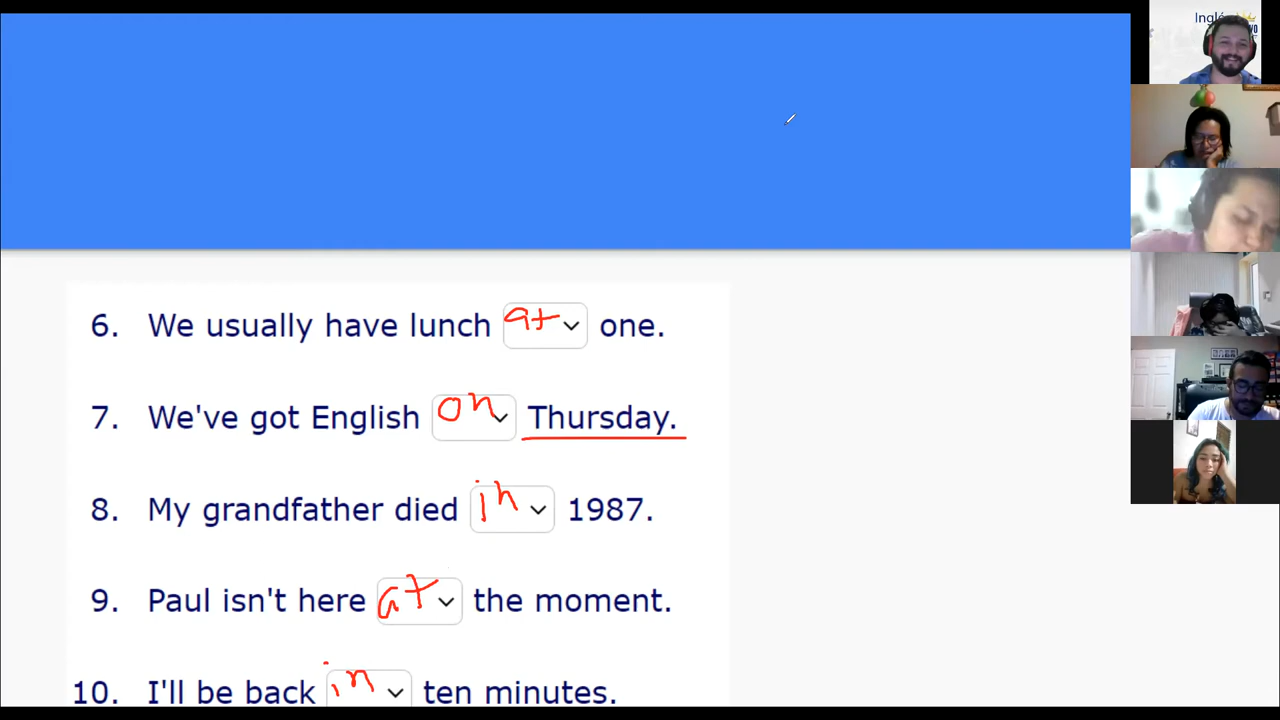 Inglés
6. We usually have lunch at one.
7. We've got English on Thursday.
8. My grandfather died in 1987.
9. Paul isn't here at the moment.
10. I'll be back in ten minutes.